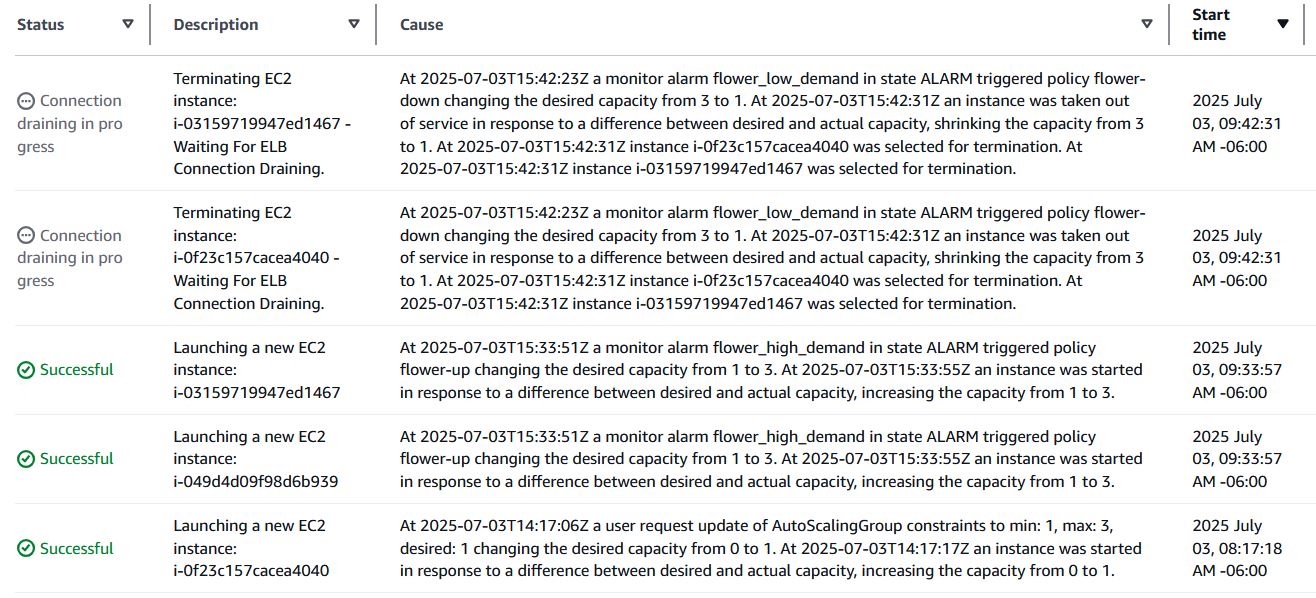 Status
Description
Cause
Start
time
Connection
draining in pro
gress
Terminating EC2
instance:
i-03159719947ed1467 -
Waiting For ELB
Connection Draining.
At 2025-07-03T15:42:23Z a monitor alarm flower_low_demand in state ALARM triggered policy flower-
down changing the desired capacity from 3 to 1. At 2025-07-03T15:42:31Z an instance was taken out
of service in response to a difference between desired and actual capacity, shrinking the capacity from 3
to 1. At 2025-07-03T15:42:31Z instance i-0f23c157cacea4040 was selected for termination. At
2025-07-03T15:42:31Z instance i-03159719947ed1467 was selected for termination.
2025 July
03, 09:42:31
AM -06:00
Connection
draining in pro
gress
Terminating EC2
instance:
i-0f23c157cacea4040 -
Waiting For ELB
Connection Draining.
At 2025-07-03T15:42:23Z a monitor alarm flower_low_demand in state ALARM triggered policy flower-
down changing the desired capacity from 3 to 1. At 2025-07-03T15:42:31Z an instance was taken out
of service in response to a difference between desired and actual capacity, shrinking the capacity from 3
to 1. At 2025-07-03T15:42:31Z instance i-0f23c157cacea4040 was selected for termination. At
2025-07-03T15:42:31Z instance i-03159719947ed1467 was selected for termination.
2025 July
03, 09:42:31
AM -06:00
Successful
Launching a new EC2
instance:
i-03159719947ed1467
At 2025-07-03T15:33:51Z a monitor alarm flower_high_demand in state ALARM triggered policy
flower-up changing the desired capacity from 1 to 3. At 2025-07-03T15:33:55Z an instance was started
in response to a difference between desired and actual capacity, increasing the capacity from 1 to 3.
2025 July
03, 09:33:57
AM -06:00
Successful
Launching a new EC2
instance:
i-049d4d09f98d6b939
At 2025-07-03T15:33:51Z a monitor alarm flower_high_demand in state ALARM triggered policy
flower-up changing the desired capacity from 1 to 3. At 2025-07-03T15:33:55Z an instance was started
in response to a difference between desired and actual capacity, increasing the capacity from 1 to 3.
2025 July
03, 09:33:57
AM -06:00
Successful
Launching a new EC2
instance:
i-0f23c157cacea4040
At 2025-07-03T14:17:06Z a user request update of AutoScalingGroup constraints to min: 1, max: 3,
desired: 1 changing the desired capacity from 0 to 1. At 2025-07-03T14:17:17Z an instance was started
in response to a difference between desired and actual capacity, increasing the capacity from 0 to 1.
2025 July
03, 08:17:18
AM -06:00